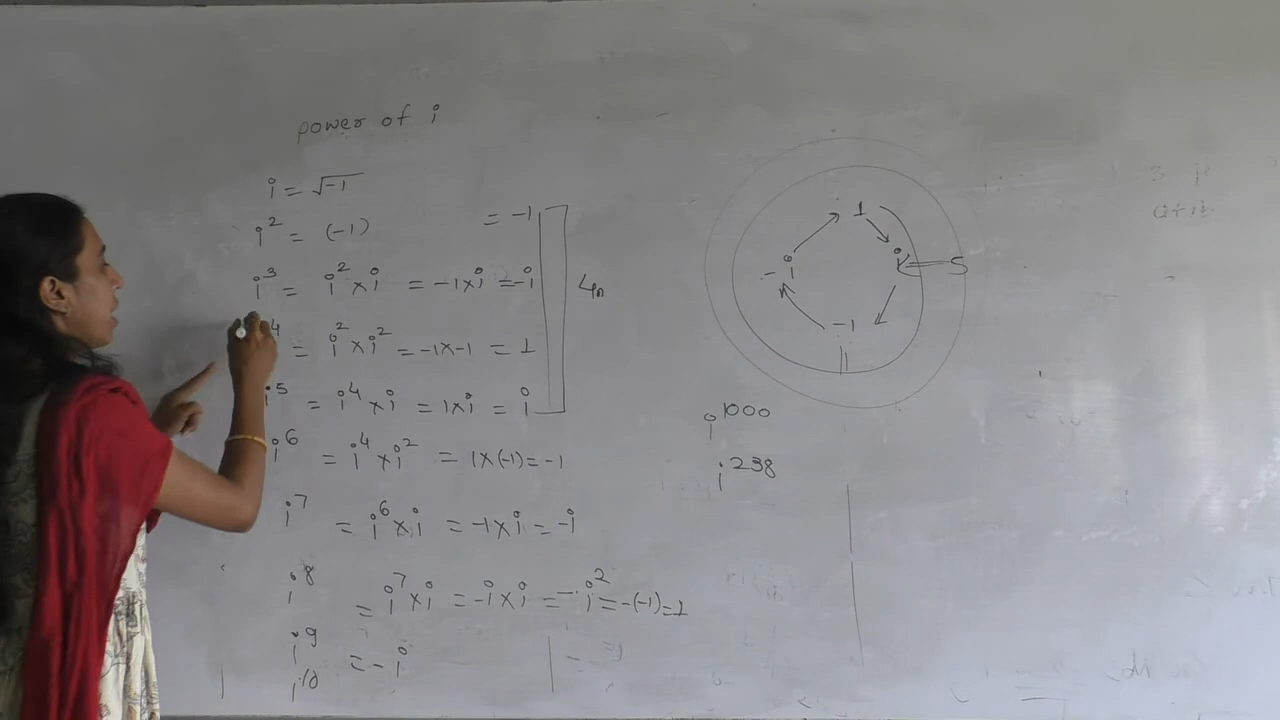 power of i
i = √-1
i² = (-1) = -1
i³ = i² × i = -1 × i = -i
⁴ = i² × i² = -1 × -1 = 1
i⁵ = i⁴ × i = 1 × i = i
i⁶ = i⁴ × i² = 1 × (-1) = -1
i⁷ = i⁶ × i = -1 × i = -i
i⁸ = i⁷ × i = -i × i = -i² = -(-1) = 1
i⁹ = -i
i¹⁰
4n
1
i
-1
-i
5
i¹⁰⁰⁰
i²³⁸